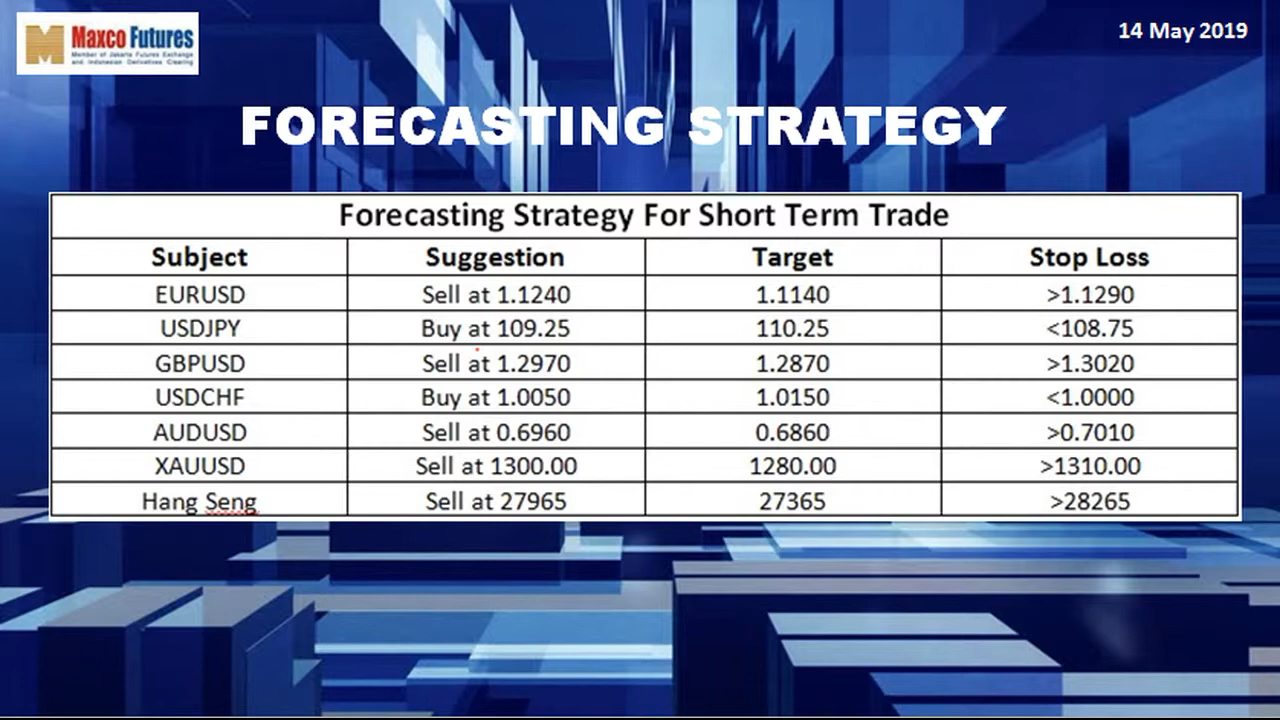 Maxco Futures
Member of Jakarta Futures Exchange
and Indonesian Derivatives Clearing
14 May 2019
FORECASTING STRATEGY
Forecasting Strategy For Short Term Trade
Subject Suggestion Target Stop Loss
EURUSD Sell at 1.1240 1.1140 >1.1290
USDJPY Buy at 109.25 110.25 <108.75
GBPUSD Sell at 1.2970 1.2870 >1.3020
USDCHF Buy at 1.0050 1.0150 <1.0000
AUDUSD Sell at 0.6960 0.6860 >0.7010
XAUUSD Sell at 1300.00 1280.00 >1310.00
Hang Seng Sell at 27965 27365 >28265